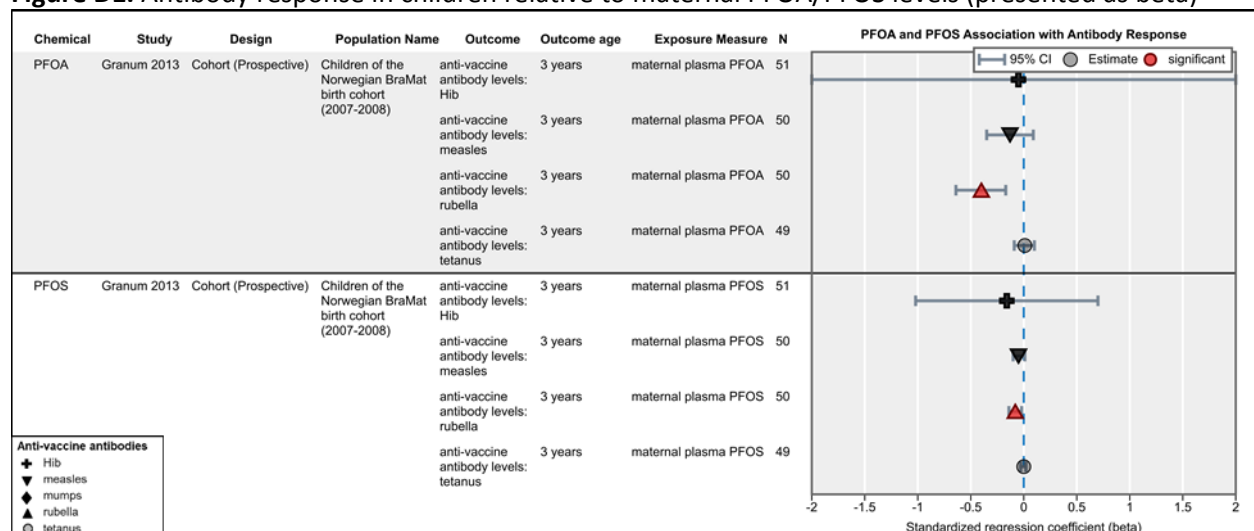 Figure D1. Antibody response in children relative to maternal PFOA/PFOS levels (presented as beta)
Chemical Study Design Population Name Outcome Outcome age Exposure Measure N
PFOA and PFOS Association with Antibody Response
95% CI Estimate significant
PFOA Granum 2013 Cohort (Prospective) Children of the anti-vaccine 3 years maternal plasma PFOA 51
Norwegian BraMat antibody levels:
birth cohort Hib
(2007-2008)
anti-vaccine 3 years maternal plasma PFOA 50
antibody levels:
measles
anti-vaccine 3 years maternal plasma PFOA 50
antibody levels:
rubella
anti-vaccine 3 years maternal plasma PFOA 49
antibody levels:
tetanus
PFOS Granum 2013 Cohort (Prospective) Children of the anti-vaccine 3 years maternal plasma PFOS 51
Norwegian BraMat antibody levels:
birth cohort Hib
(2007-2008)
anti-vaccine 3 years maternal plasma PFOS 50
antibody levels:
measles
anti-vaccine 3 years maternal plasma PFOS 50
antibody levels:
rubella
anti-vaccine 3 years maternal plasma PFOS 49
antibody levels:
tetanus
Anti-vaccine antibodies
Hib
measles
mumps
rubella
tetanus
-2 -1.5 -1 -0.5 0 0.5 1 1.5 2
Standardized regression coefficient (beta)